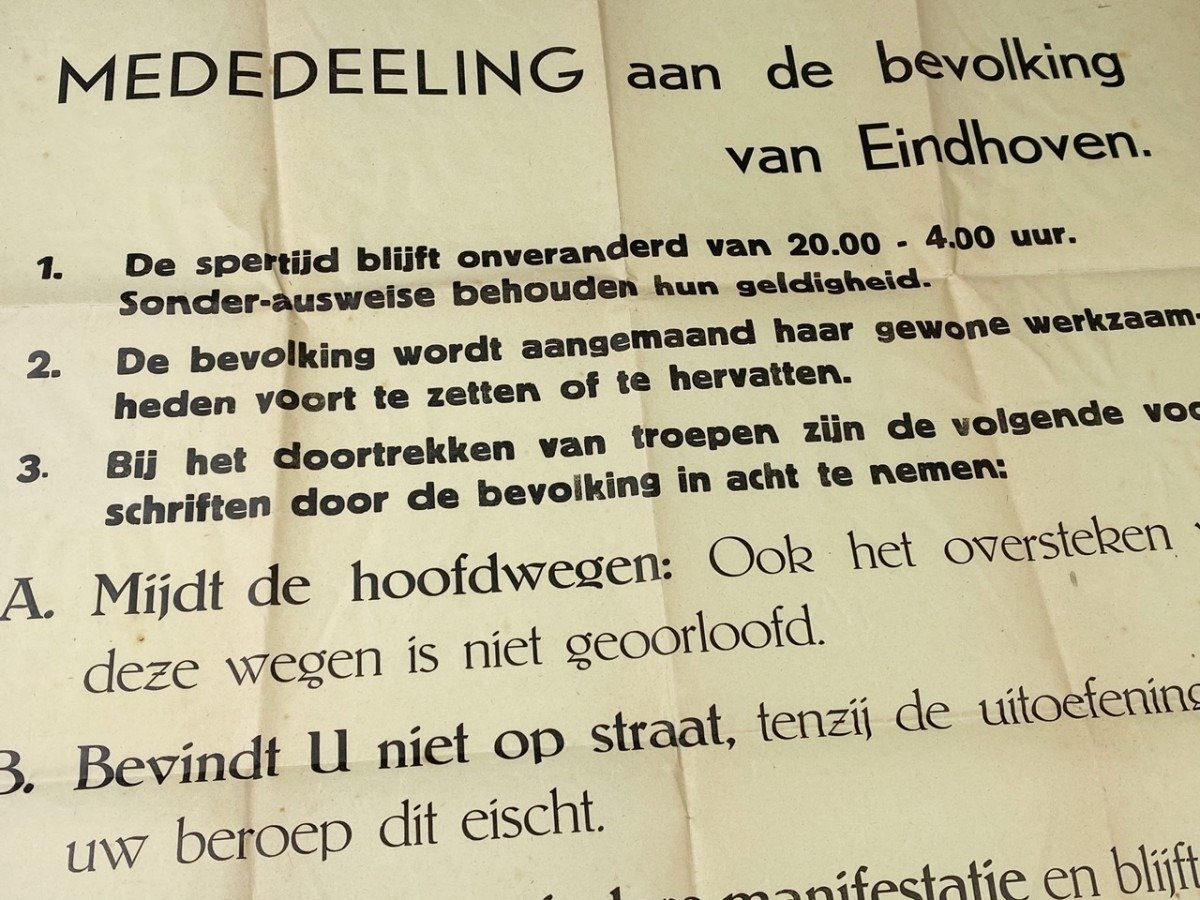 MEDEDEELING aan de bevolking
van Eindhoven.
1. De spertijd blijft onveranderd van 20.00 - 4.00 uur.
Sonder-ausweise behouden hun geldigheid.
2. De bevolking wordt aangemaand haar gewone werkzaam-
heden voort te zetten of te hervatten.
3. Bij het doortrekken van troepen zijn de volgende
schriften door de bevolking in acht te nemen:
A. Mijdt de hoofdwegen: Ook het oversteken
deze wegen is niet geoorloofd.
B. Bevindt U niet op straat, tenzij de uitoefening
uw beroep dit eischt.
manifestatie en blijft